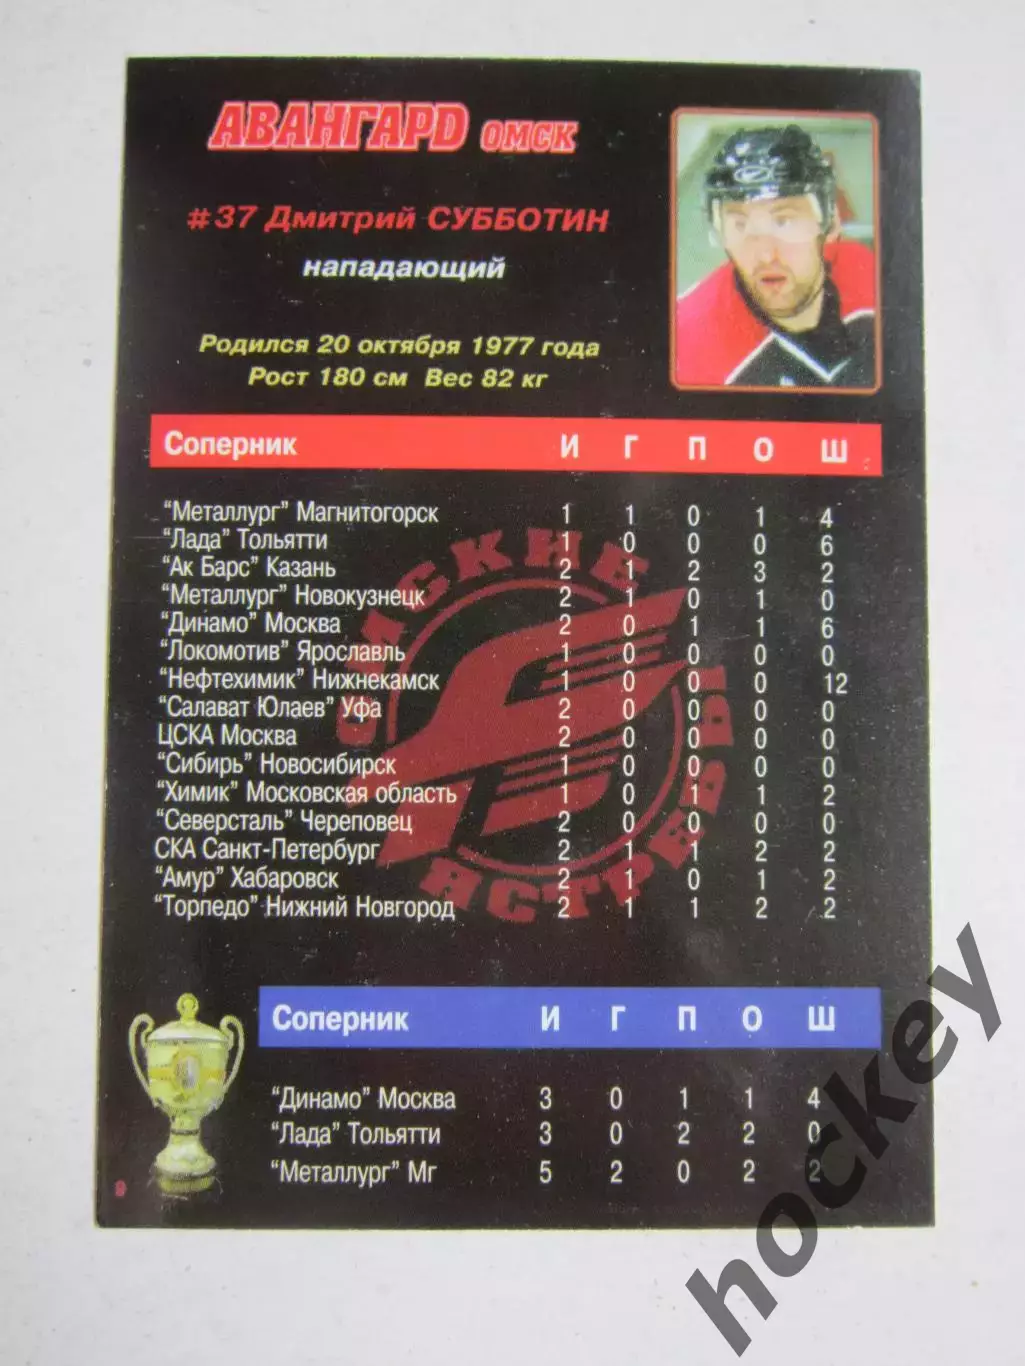 АВАНГАРД ОМСК
#37 Дмитрий СУББОТИН
нападающий
Родился 20 октября 1977 года
Рост 180 см Вес 82 кг
Соперник И Г П О Ш
"Металлург" Магнитогорск 1 1 0 1 4
"Лада" Тольятти 1 0 0 0 6
"Ак Барс" Казань 2 1 2 3 2
"Металлург" Новокузнецк 2 1 0 1 0
"Динамо" Москва 2 0 1 1 6
"Локомотив" Ярославль 1 0 0 0 0
"Нефтехимик" Нижнекамск 1 0 0 0 12
"Салават Юлаев" Уфа 2 0 0 0 0
ЦСКА Москва 2 0 0 0 0
"Сибирь" Новосибирск 1 0 0 0 0
"Химик" Московская область 1 0 1 1 2
"Северсталь" Череповец 2 0 0 0 0
СКА Санкт-Петербург 2 1 1 2 2
"Амур" Хабаровск 2 1 0 1 2
"Торпедо" Нижний Новгород 2 1 1 2 2
ОМСКИЕ ЯСТРЕБЫ
Соперник И Г П О Ш
"Динамо" Москва 3 0 1 1 4
"Лада" Тольятти 3 0 2 2 0
"Металлург" Мг 5 2 0 2 2
9
hockey